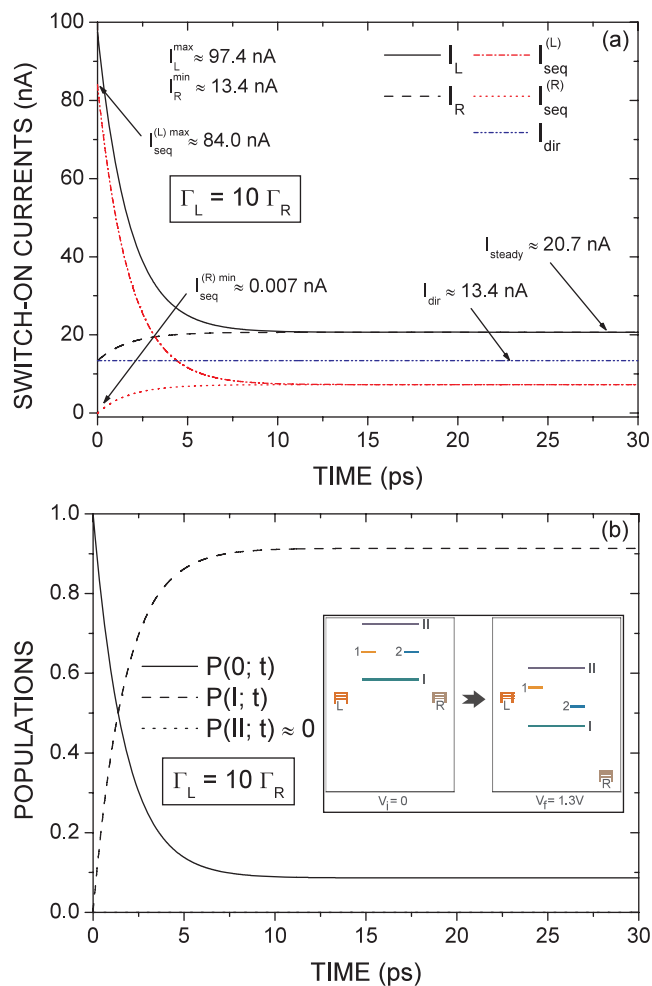 (a)
I_L^max ≈ 97.4 nA
I_R^min ≈ 13.4 nA
I_L
I_R
I_seq^(L)
I_seq^(R)
I_dir
I_seq^(L) max ≈ 84.0 nA
Γ_L = 10 Γ_R
I_seq^(R) min ≈ 0.007 nA
I_steady ≈ 20.7 nA
I_dir ≈ 13.4 nA
SWITCH-ON CURRENTS (nA)
100
80
60
40
20
0
0 5 10 15 20 25 30
TIME (ps)
(b)
POPULATIONS
1.0
0.8
0.6
0.4
0.2
0.0
P(0; t)
P(I; t)
P(II; t) ≈ 0
Γ_L = 10 Γ_R
II
1 2
I
L R
V_i = 0
II
1
L
2
I
R
V_f = 1.3V
0 5 10 15 20 25 30
TIME (ps)